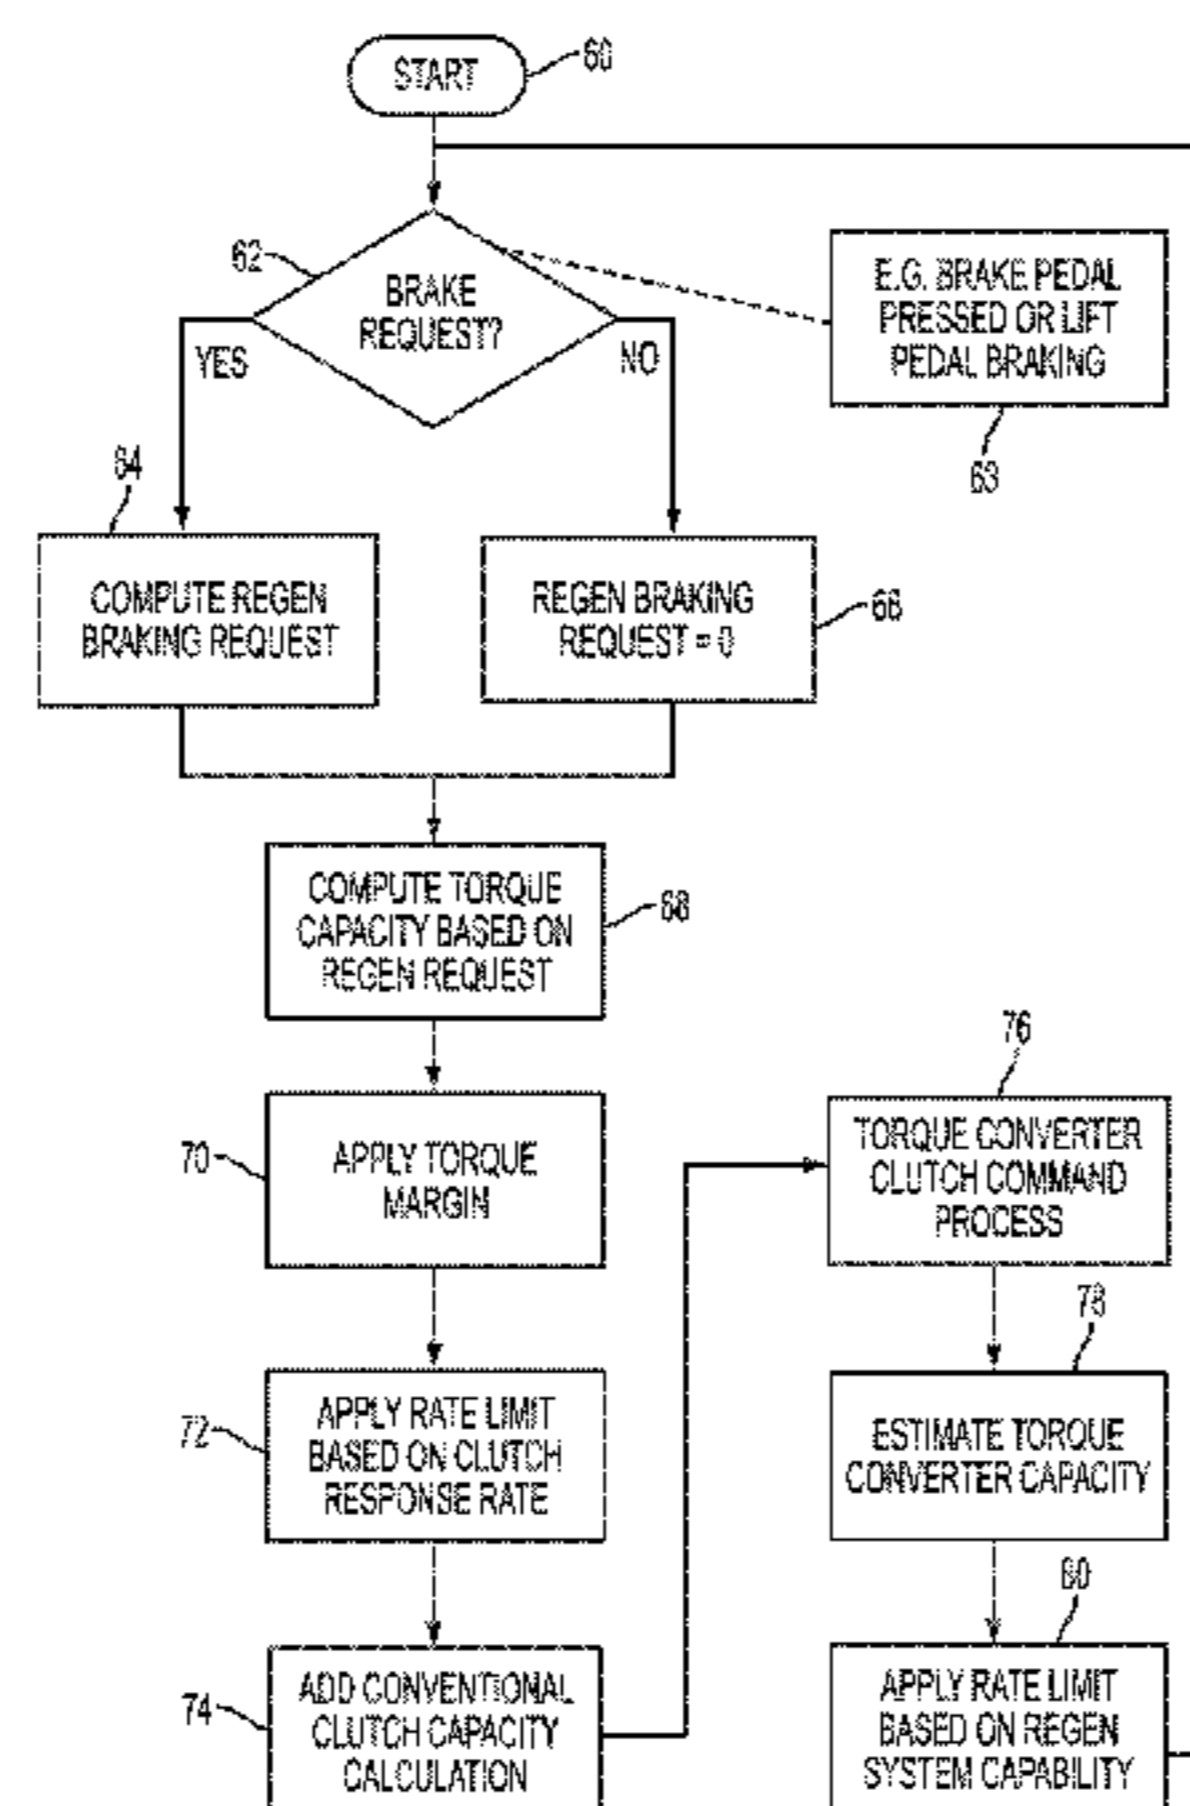 START
60
62
BRAKE
REQUEST?
YES
NO
E.G. BRAKE PEDAL
PRESSED OR LIFT
PEDAL BRAKING
63
64
COMPUTE REGEN
BRAKING REQUEST
REGEN BRAKING
REQUEST = 0
66
COMPUTE TORQUE
CAPACITY BASED ON
REGEN REQUEST
68
70
APPLY TORQUE
MARGIN
72
APPLY RATE LIMIT
BASED ON CLUTCH
RESPONSE RATE
74
ADD CONVENTIONAL
CLUTCH CAPACITY
CALCULATION
76
TORQUE CONVERTER
CLUTCH COMMAND
PROCESS
78
ESTIMATE TORQUE
CONVERTER CAPACITY
80
APPLY RATE LIMIT
BASED ON REGEN
SYSTEM CAPABILITY